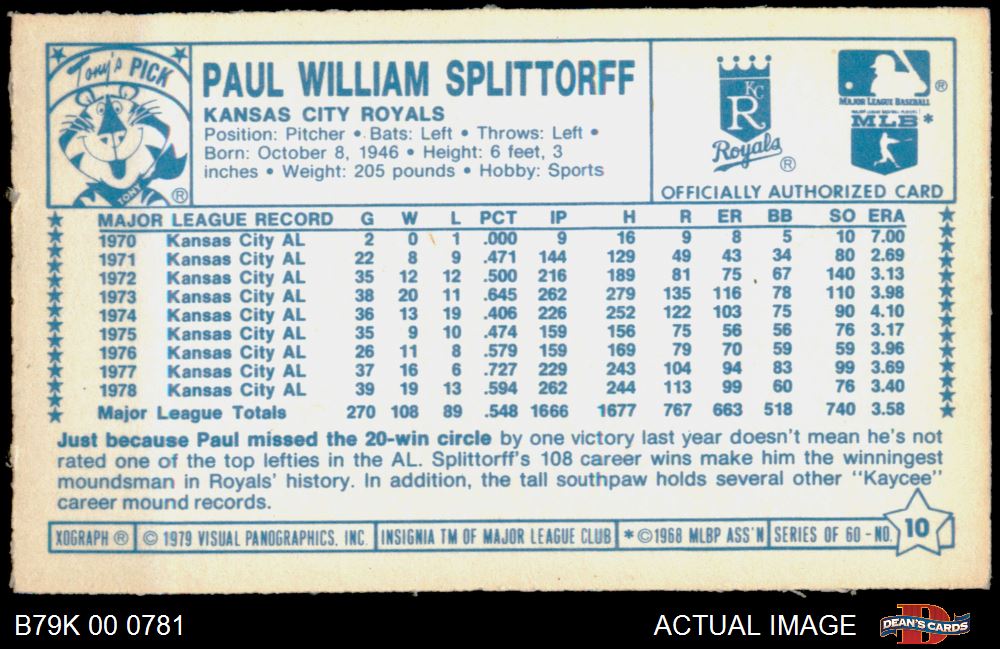 Tony's PICK
TONY ®
PAUL WILLIAM SPLITTORFF
KANSAS CITY ROYALS
Position: Pitcher • Bats: Left • Throws: Left •
Born: October 8, 1946 • Height: 6 feet, 3
inches • Weight: 205 pounds • Hobby: Sports
KC
R
Royals ®
®
MAJOR LEAGUE BASEBALL
MLB *
OFFICIALLY AUTHORIZED CARD
MAJOR LEAGUE RECORD G W L PCT IP H R ER BB SO ERA
1970 Kansas City AL 2 0 1 .000 9 16 9 8 5 10 7.00
1971 Kansas City AL 22 8 9 .471 144 129 49 43 34 80 2.69
1972 Kansas City AL 35 12 12 .500 216 189 81 75 67 140 3.13
1973 Kansas City AL 38 20 11 .645 262 279 135 116 78 110 3.98
1974 Kansas City AL 36 13 19 .406 226 252 122 103 75 90 4.10
1975 Kansas City AL 35 9 10 .474 159 156 75 56 56 76 3.17
1976 Kansas City AL 26 11 8 .579 159 169 79 70 59 59 3.96
1977 Kansas City AL 37 16 6 .727 229 243 104 94 83 99 3.69
1978 Kansas City AL 39 19 13 .594 262 244 113 99 60 76 3.40
Major League Totals 270 108 89 .548 1666 1677 767 663 518 740 3.58
Just because Paul missed the 20-win circle by one victory last year doesn't mean he's not
rated one of the top lefties in the AL. Splittorff's 108 career wins make him the winningest
moundsman in Royals' history. In addition, the tall southpaw holds several other "Kaycee"
career mound records.
XOGRAPH ® © 1979 VISUAL PANOGRAPHICS, INC. INSIGNIA TM OF MAJOR LEAGUE CLUB * ©1968 MLBP ASS'N SERIES OF 60 - NO. 10
B79K 00 0781 ACTUAL IMAGE DEAN'S CARDS